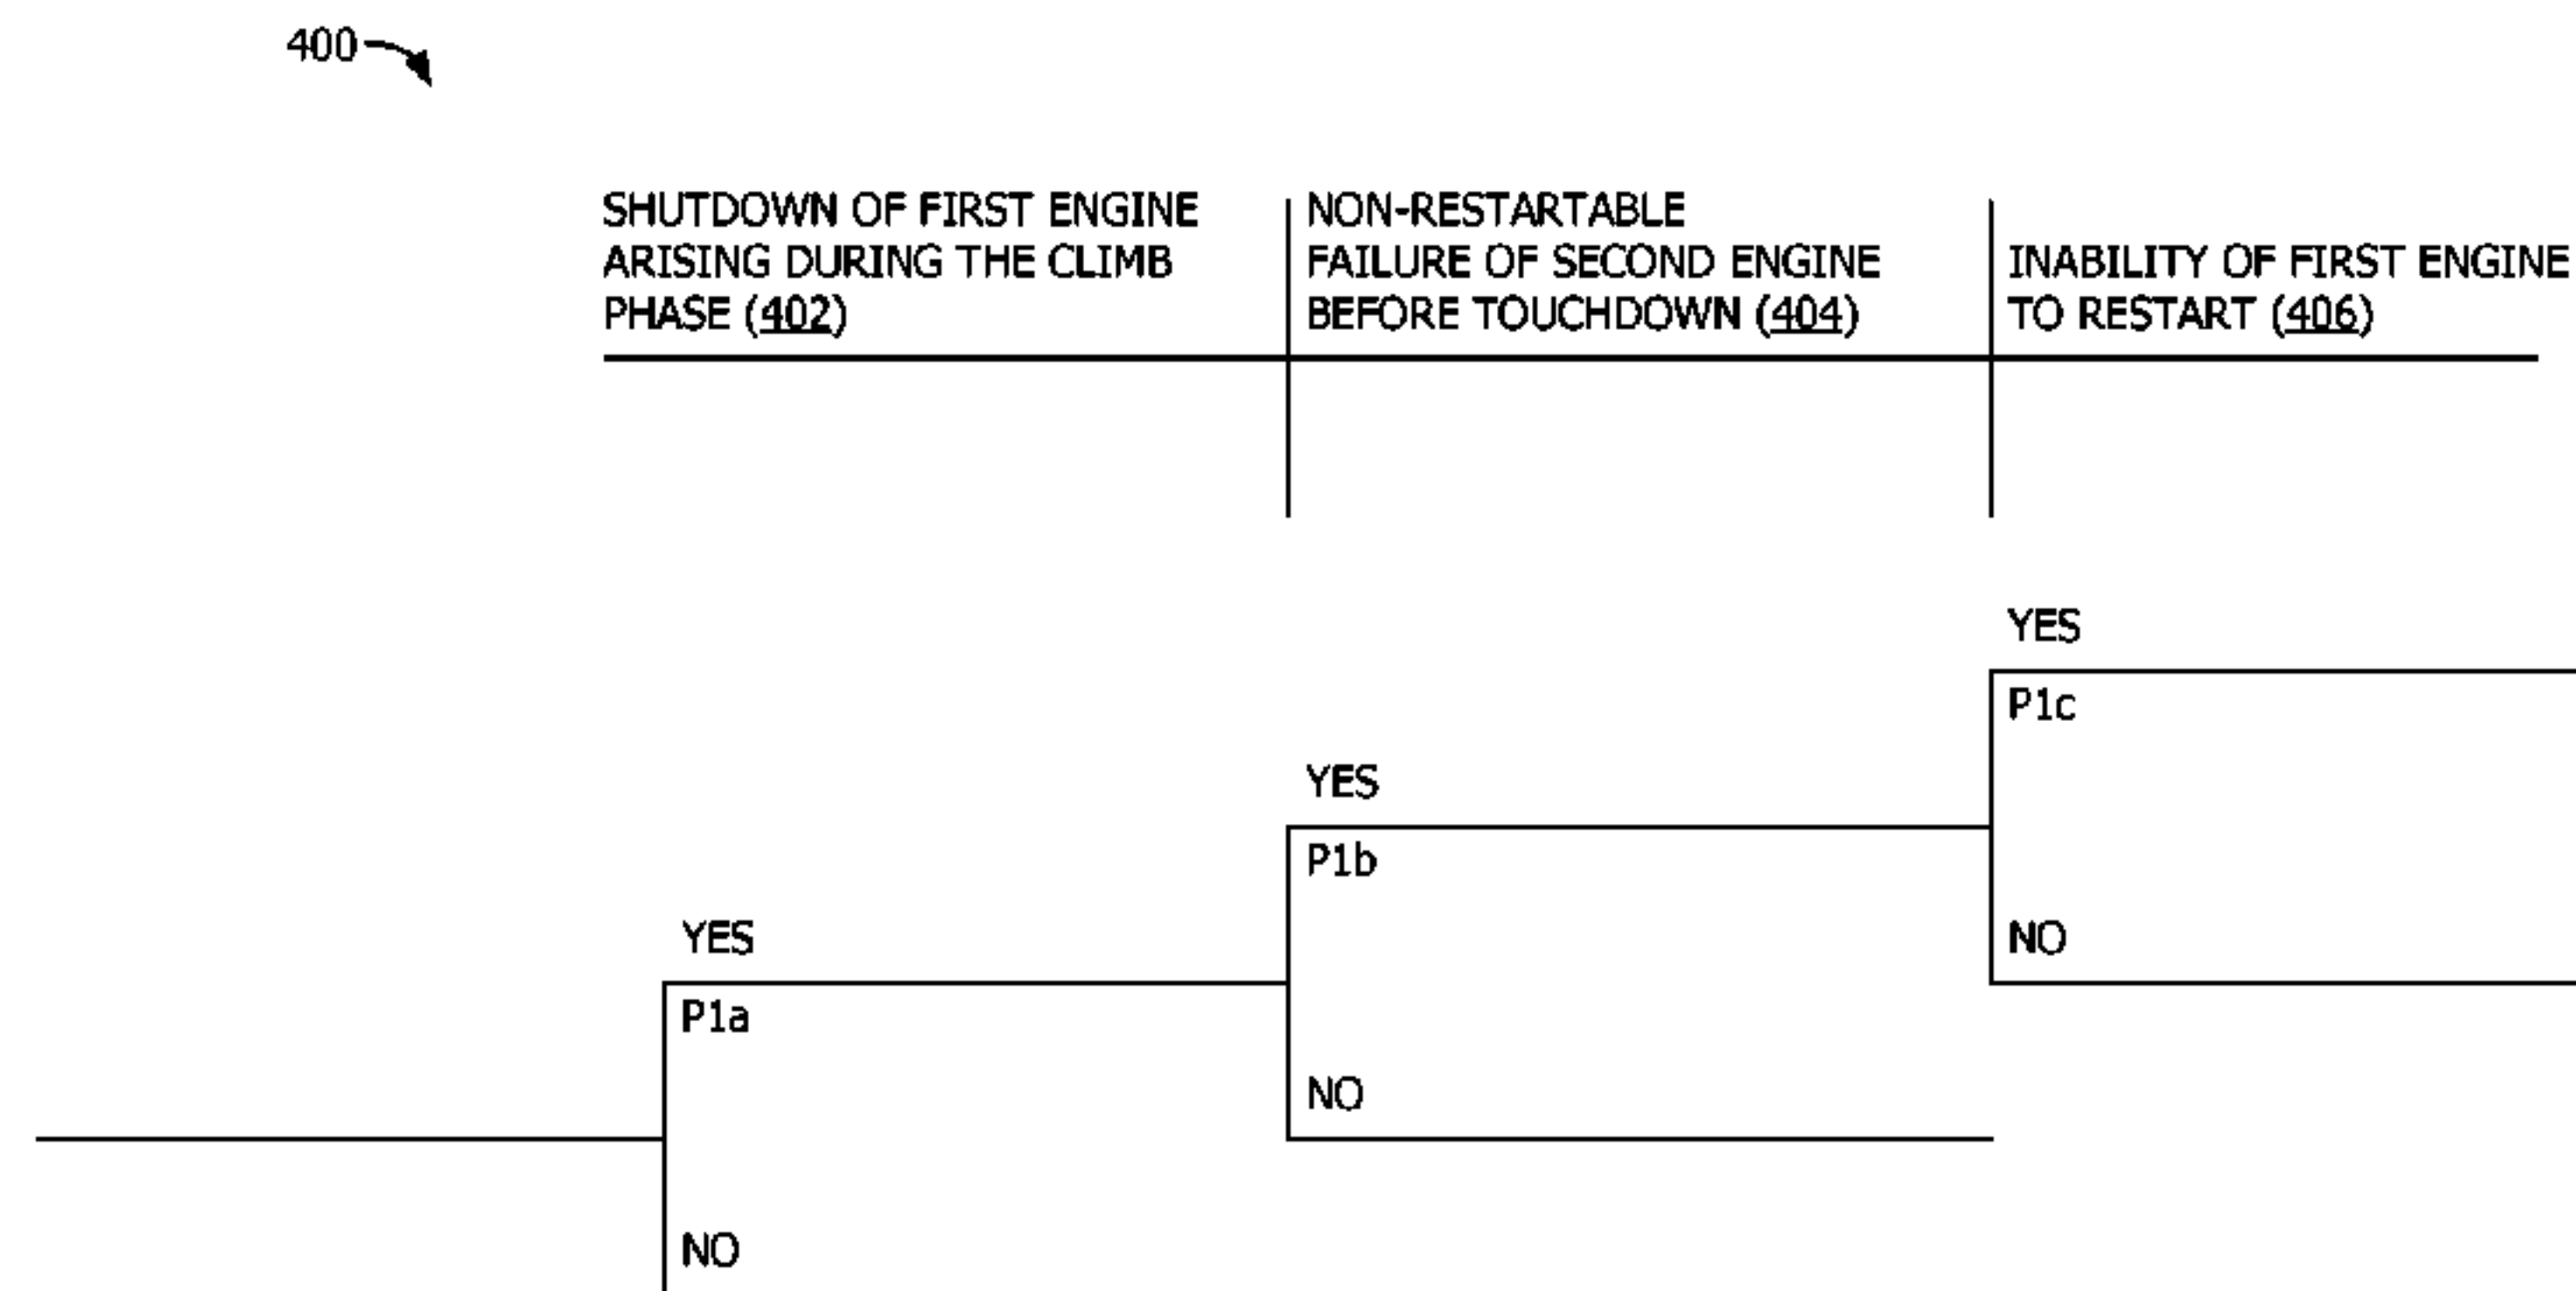 400
SHUTDOWN OF FIRST ENGINE
ARISING DURING THE CLIMB
PHASE (402)
NON-RESTARTABLE
FAILURE OF SECOND ENGINE
BEFORE TOUCHDOWN (404)
INABILITY OF FIRST ENGINE
TO RESTART (406)
YES
P1c
NO
YES
P1b
NO
YES
P1a
NO